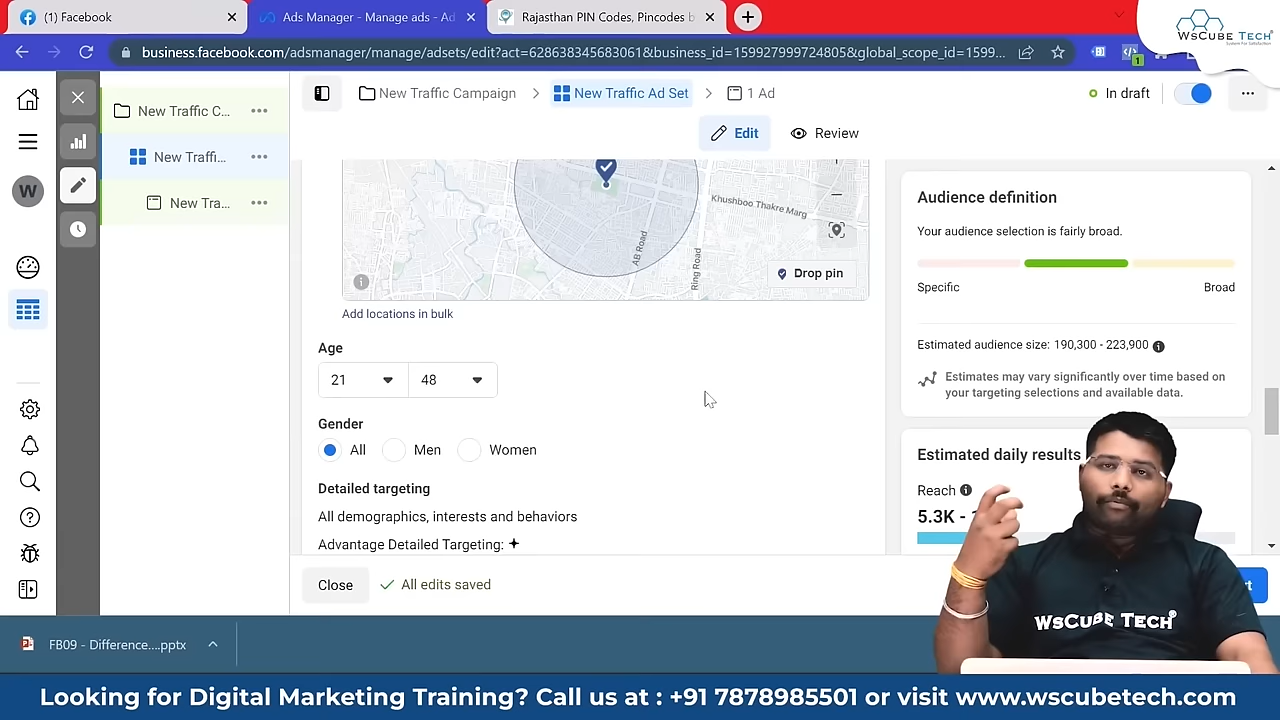 (1) Facebook
Ads Manager - Manage ads - Ad
Rajasthan PIN Codes, Pincodes b
WsCube Tech
business.facebook.com/adsmanager/manage/adsets/edit?act=628638345683061&business_id=1599279999724805&global_scope_id=1599...
1
New Traffic C...
New Traffic Campaign
New Traffic Ad Set
1 Ad
In draft
Edit
Review
New Traffi...
W
New Tra...
Khushboo Thakre Marg
AB Road
Ring Road
Drop pin
Add locations in bulk
Age
21
48
Gender
All
Men
Women
Detailed targeting
All demographics, interests and behaviors
Advantage Detailed Targeting:
Audience definition
Your audience selection is fairly broad.
Specific
Broad
Estimated audience size: 190,300 - 223,900
Estimates may vary significantly over time based on
your targeting selections and available data.
Estimated daily results
Reach
5.3K -
Close
All edits saved
WsCube Tech
FB09 - Difference....pptx
Looking for Digital Marketing Training? Call us at : +91 7878985501 or visit www.wscubetech.com